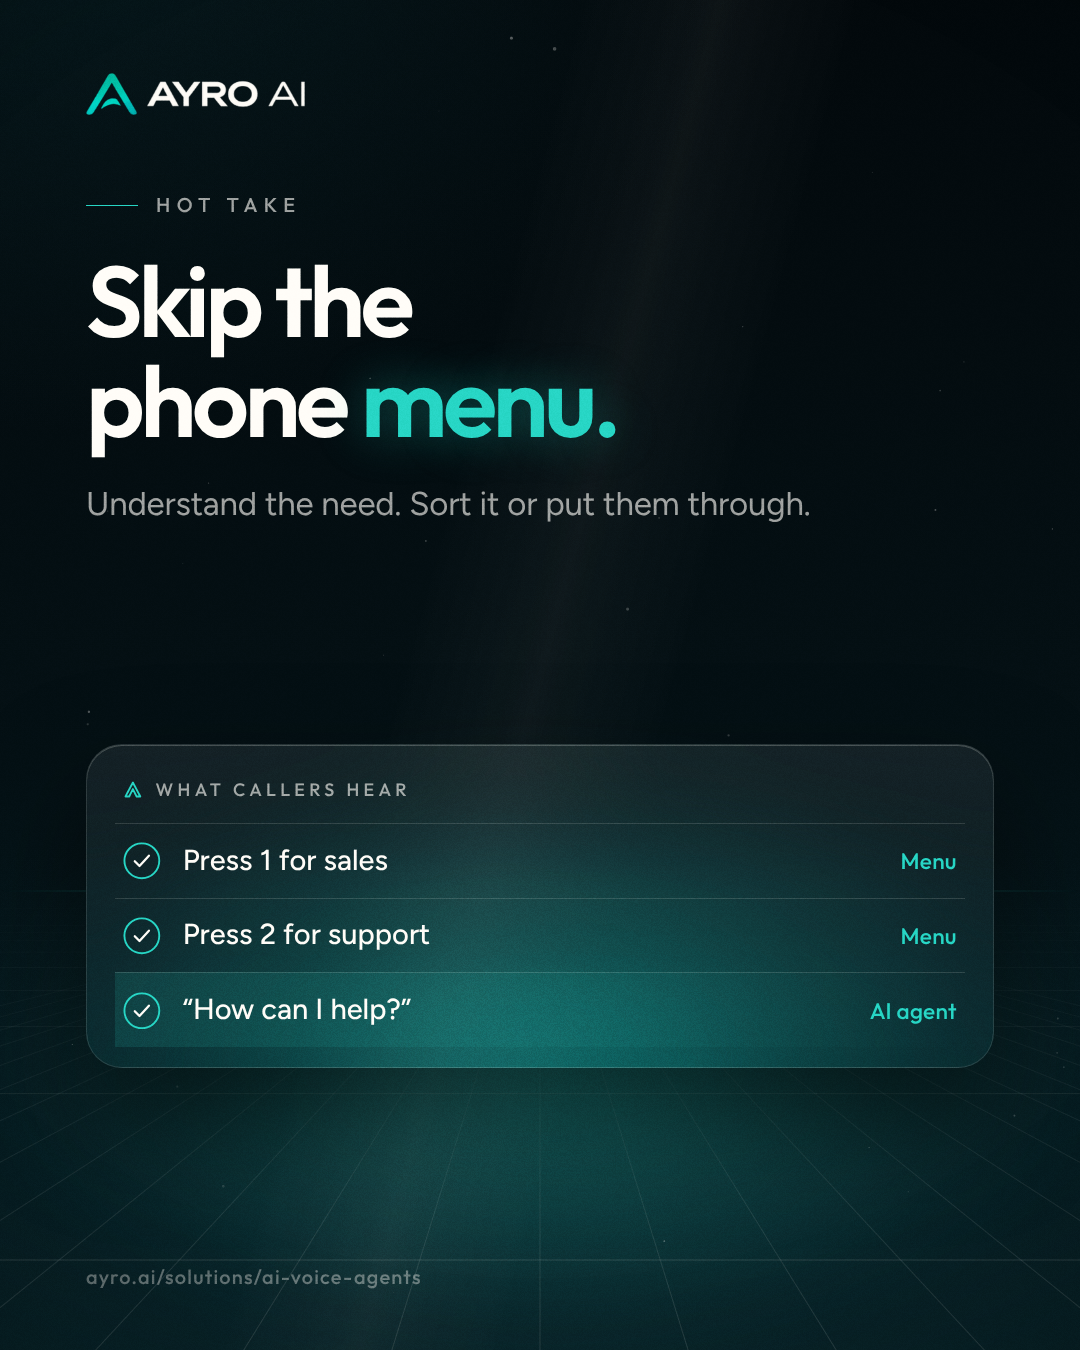 AYRO AI
HOT TAKE
Skip the
phone menu.
Understand the need. Sort it or put them through.
WHAT CALLERS HEAR
Press 1 for sales
Menu
Press 2 for support
Menu
“How can I help?”
AI agent
ayro.ai/solutions/ai-voice-agents